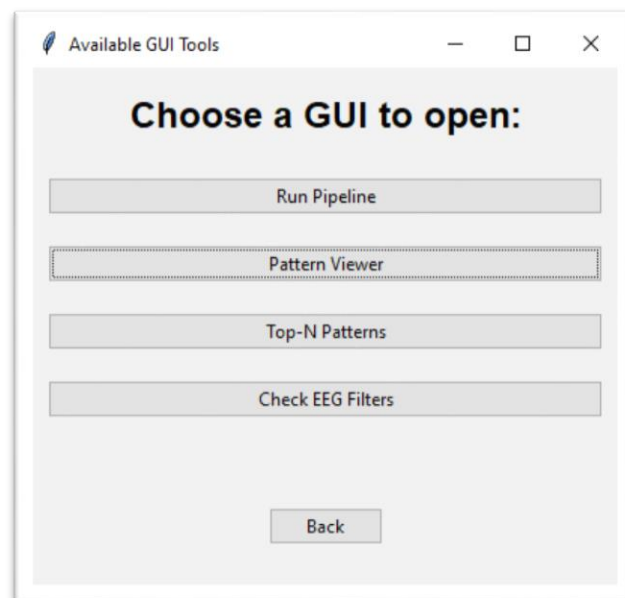 Available GUI Tools
Choose a GUI to open:
Run Pipeline
Pattern Viewer
Top-N Patterns
Check EEG Filters
Back